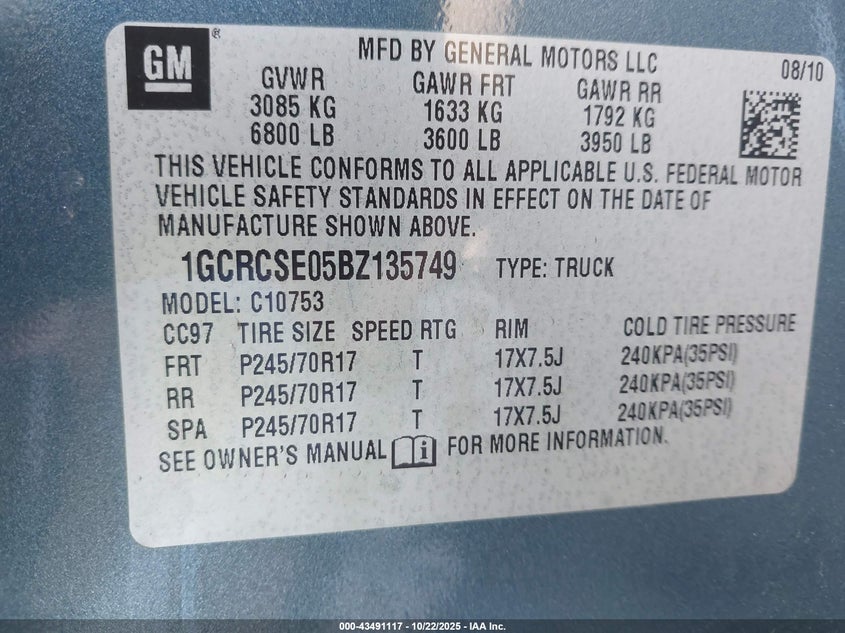 GM ®
MFD BY GENERAL MOTORS LLC
08/10
GVWR GAWR FRT GAWR RR
3085 KG 1633 KG 1792 KG
6800 LB 3600 LB 3950 LB
THIS VEHICLE CONFORMS TO ALL APPLICABLE U.S. FEDERAL MOTOR
VEHICLE SAFETY STANDARDS IN EFFECT ON THE DATE OF
MANUFACTURE SHOWN ABOVE.
1GCRCSE05BZ135749 TYPE: TRUCK
MODEL: C10753
CC97 TIRE SIZE SPEED RTG RIM COLD TIRE PRESSURE
FRT P245/70R17 T 17X7.5J 240KPA(35PSI)
RR P245/70R17 T 17X7.5J 240KPA(35PSI)
SPA P245/70R17 T 17X7.5J 240KPA(35PSI)
SEE OWNER'S MANUAL i FOR MORE INFORMATION.
000-43491117 - 10/22/2025 - IAA Inc.